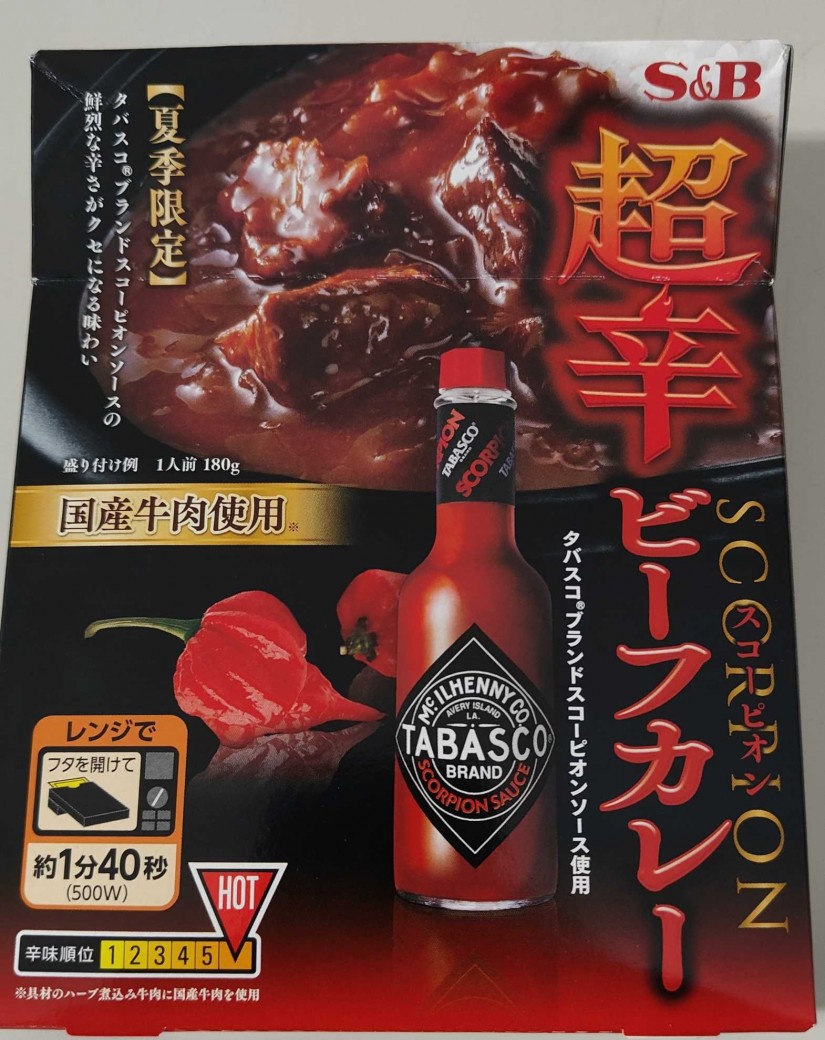 S&B
超辛
ビーフカレー
SCORPION
スコーピオン
【夏季限定】
タバスコ®ブランドスコーピオンソースの
鮮烈な辛さがクセになる味わい
盛り付け例 1人前 180g
国産牛肉使用※
タバスコ®ブランドスコーピオンソース使用
TABASCO
McILHENNY CO.
AVERY ISLAND
LA.
TABASCO®
BRAND
SCORPION SAUCE
レンジで
フタを開けて
約1分40秒
(500W)
HOT
辛味順位 1 2 3 4 5
※具材のハーブ煮込み牛肉に国産牛肉を使用